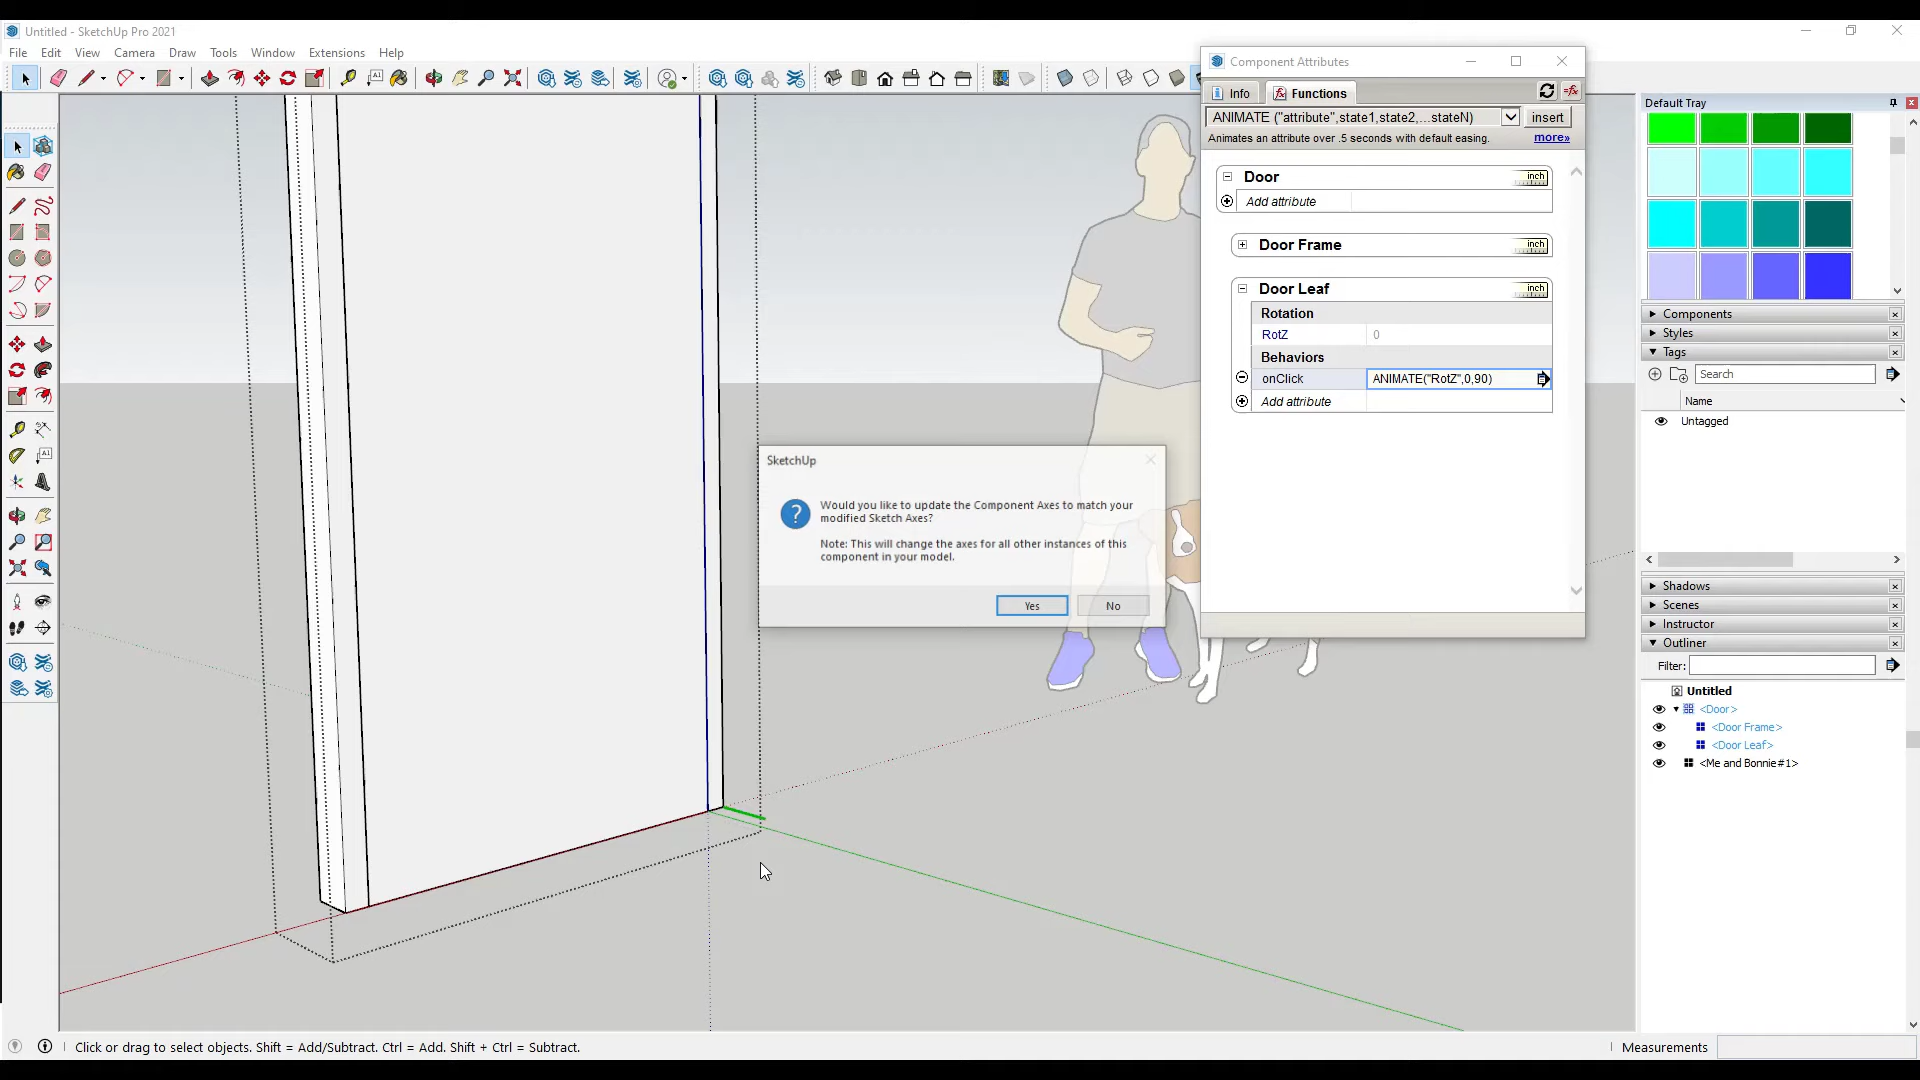 Untitled - SketchUp Pro 2021
File Edit View Camera Draw Tools Window Extensions Help
Component Attributes
Info Functions
ANIMATE ("attribute",state1,state2,...stateN) insert
Animates an attribute over .5 seconds with default easing. more»
Door inch
Add attribute
Door Frame inch
Door Leaf inch
Rotation
RotZ 0
Behaviors
onClick ANIMATE("RotZ",0,90)
Add attribute
SketchUp
Would you like to update the Component Axes to match your
modified Sketch Axes?
Note: This will change the axes for all other instances of this
component in your model.
Yes No
Default Tray
Components
Styles
Tags
Search
Name
Untagged
Shadows
Scenes
Instructor
Outliner
Filter:
Untitled
<Door>
<Door Frame>
<Door Leaf>
<Me and Bonnie#1>
Click or drag to select objects. Shift = Add/Subtract. Ctrl = Add. Shift + Ctrl = Subtract.
Measurements